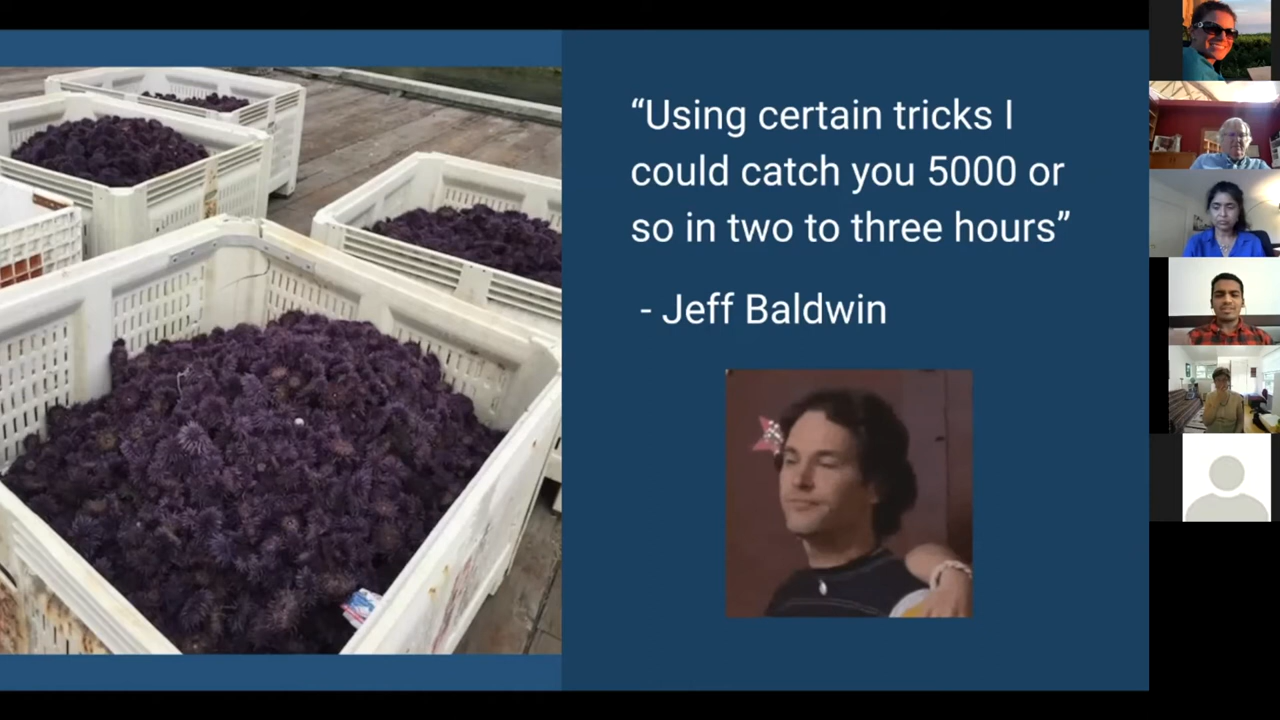 “Using certain tricks I
could catch you 5000 or
so in two to three hours”
- Jeff Baldwin